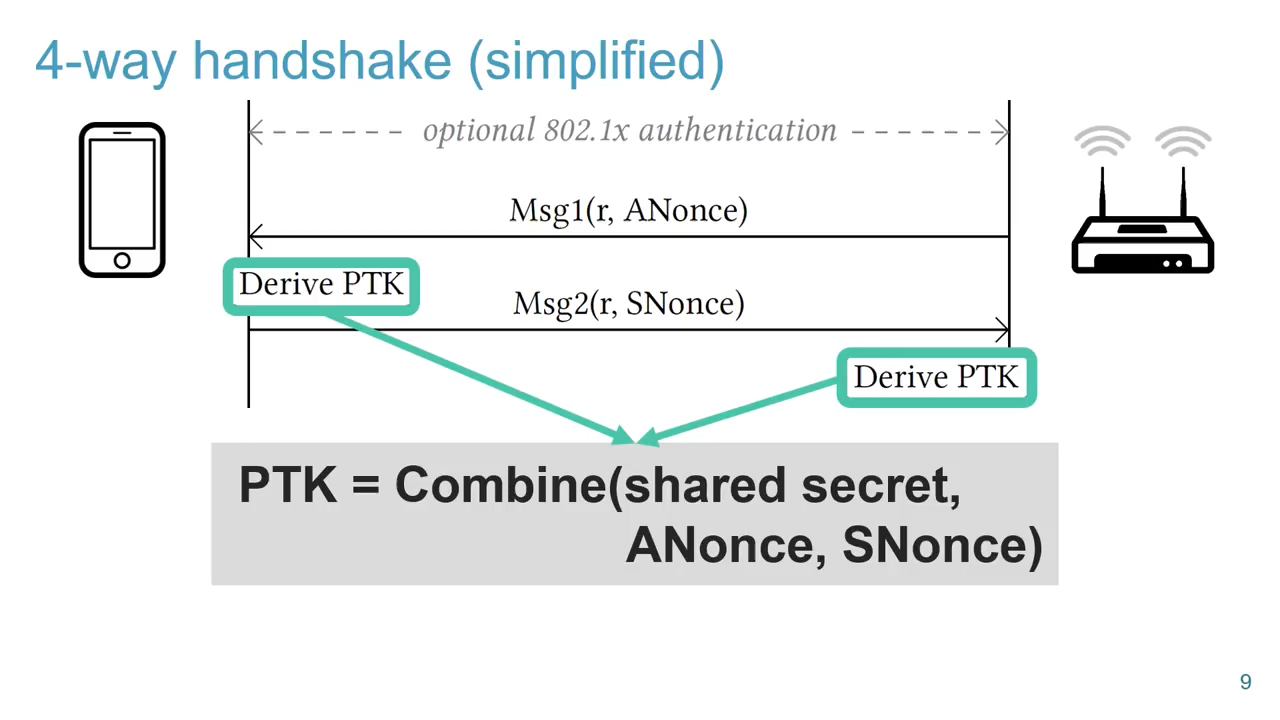 4-way handshake (simplified)
optional 802.1x authentication
Msg1(r, ANonce)
Derive PTK
Msg2(r, SNonce)
Derive PTK
PTK = Combine(shared secret,
ANonce, SNonce)
9